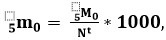 ₅m₀ = ₅M₀ / Nᵗ * 1000,